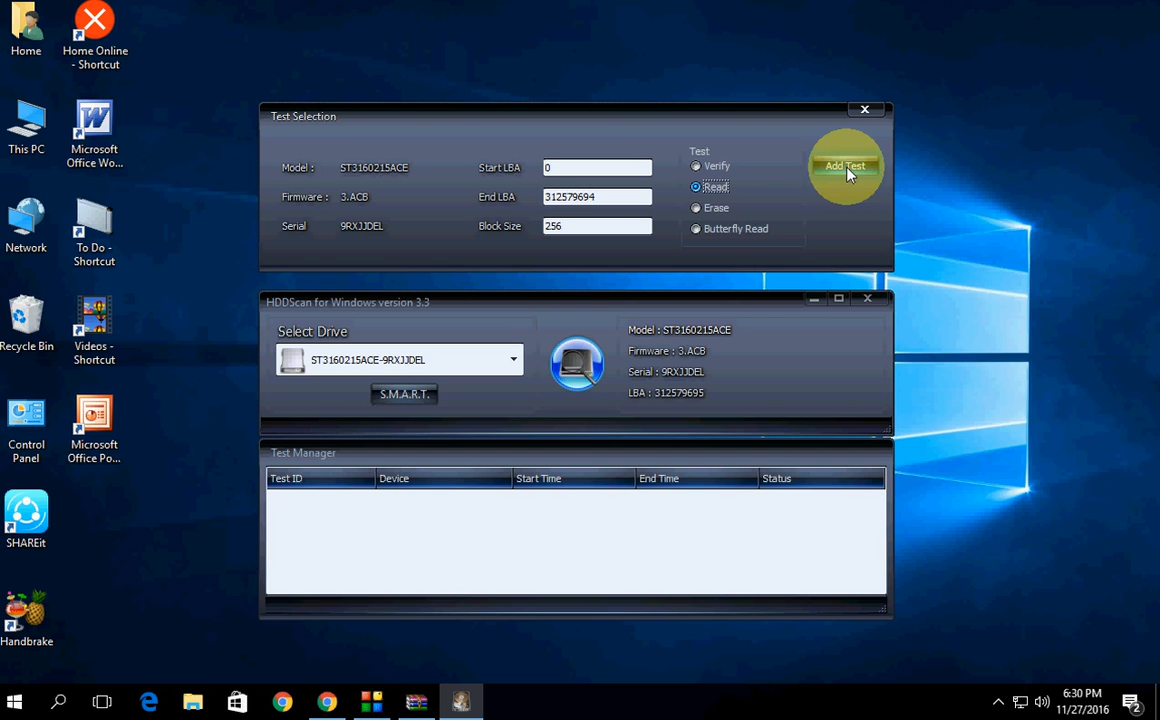 Home
Home Online
- Shortcut
This PC
Microsoft
Office Wo...
Network
To Do -
Shortcut
Recycle Bin
Videos -
Shortcut
Control
Panel
Microsoft
Office Po...
SHAREit
Handbrake
Test Selection
X
Model : ST3160215ACE
Firmware : 3.ACB
Serial 9RXJJDEL
Start LBA 0
End LBA 312579694
Block Size 256
Test
Verify
Read
Erase
Butterfly Read
Add Test
HDDScan for Windows version 3.3
Select Drive
ST3160215ACE-9RXJJDEL
S.M.A.R.T.
Model : ST3160215ACE
Firmware : 3.ACB
Serial : 9RXJJDEL
LBA : 312579695
Test Manager
Test ID Device Start Time End Time Status
6:30 PM
11/27/2016
2